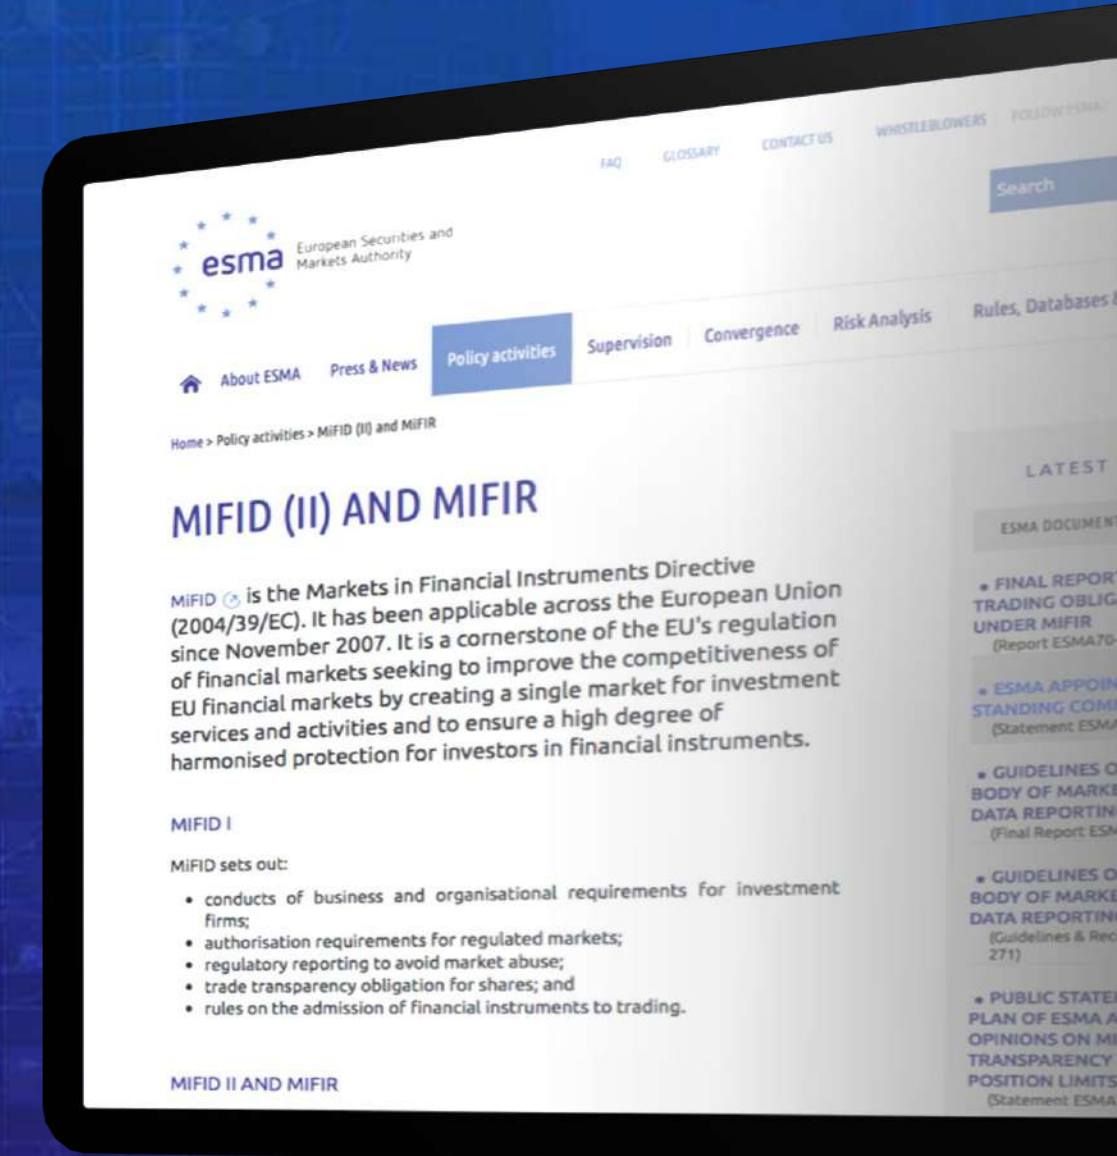 FAQ GLOSSARY CONTACT US WHISTLEBLOWERS FOLLOW ESMA
Search
esma European Securities and
Markets Authority
About ESMA Press & News Policy activities Supervision Convergence Risk Analysis Rules, Databases &
Home > Policy activities > MiFID (II) and MiFIR
MIFID (II) AND MIFIR
MiFID is the Markets in Financial Instruments Directive
(2004/39/EC). It has been applicable across the European Union
since November 2007. It is a cornerstone of the EU's regulation
of financial markets seeking to improve the competitiveness of
EU financial markets by creating a single market for investment
services and activities and to ensure a high degree of
harmonised protection for investors in financial instruments.
MIFID I
MiFID sets out:
• conducts of business and organisational requirements for investment
firms;
• authorisation requirements for regulated markets;
• regulatory reporting to avoid market abuse;
• trade transparency obligation for shares; and
• rules on the admission of financial instruments to trading.
MIFID II AND MIFIR
LATEST
ESMA DOCUMENT
• FINAL REPORT
TRADING OBLIG
UNDER MIFIR
(Report ESMA70-
• ESMA APPOIN
STANDING COM
(Statement ESMA
• GUIDELINES O
BODY OF MARKE
DATA REPORTIN
(Final Report ESM
• GUIDELINES O
BODY OF MARKE
DATA REPORTIN
(Guidelines & Rec
271)
• PUBLIC STATE
PLAN OF ESMA A
OPINIONS ON MI
TRANSPARENCY
POSITION LIMITS
(Statement ESMA